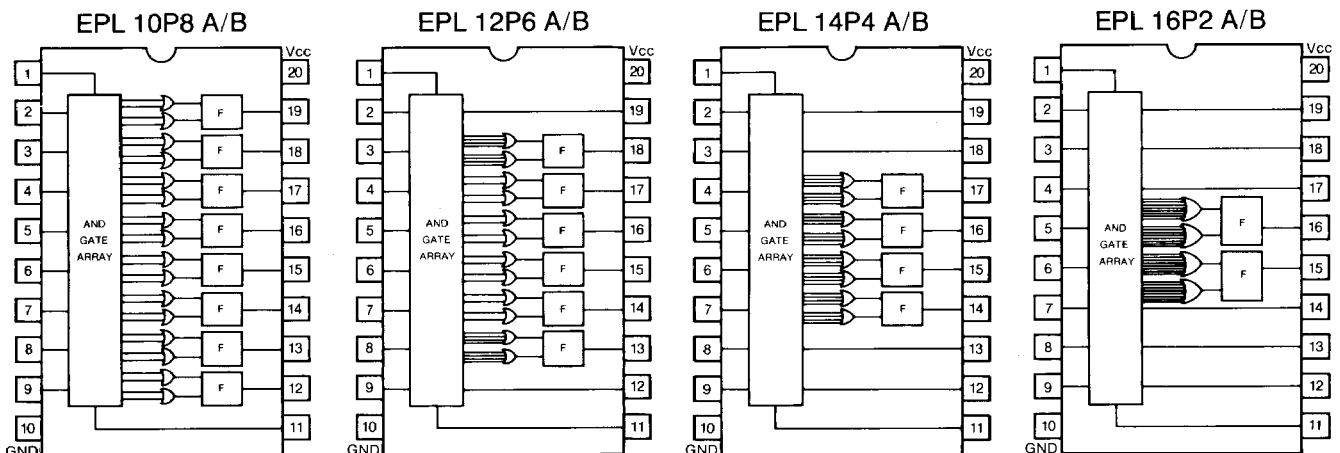 EPL 10P8 A/B
Vcc
1
20
2
19
F
3
18
F
4
17
F
5
16
F
6
15
F
7
14
F
8
13
F
9
12
F
10
11
GND
AND
GATE
ARRAY
EPL 12P6 A/B
Vcc
1
20
2
19
3
18
F
4
17
F
5
16
F
6
15
F
7
14
F
8
13
F
9
12
10
11
GND
AND
GATE
ARRAY
EPL 14P4 A/B
Vcc
1
20
2
19
3
18
4
17
F
5
16
F
6
15
F
7
14
F
8
13
9
12
10
11
GND
AND
GATE
ARRAY
EPL 16P2 A/B
Vcc
1
20
2
19
3
18
4
17
5
16
F
6
15
F
7
14
8
13
9
12
10
11
GND
AND
GATE
ARRAY